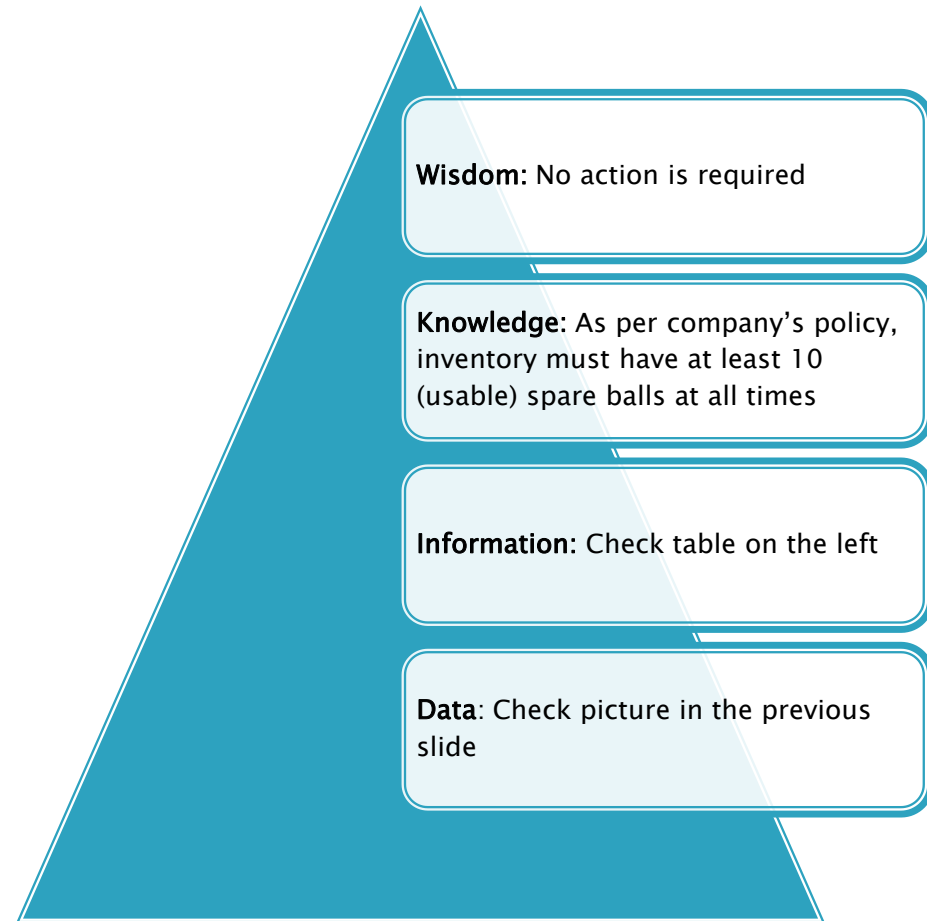 Wisdom: No action is required
Knowledge: As per company’s policy,
inventory must have at least 10
(usable) spare balls at all times
Information: Check table on the left
Data: Check picture in the previous
slide